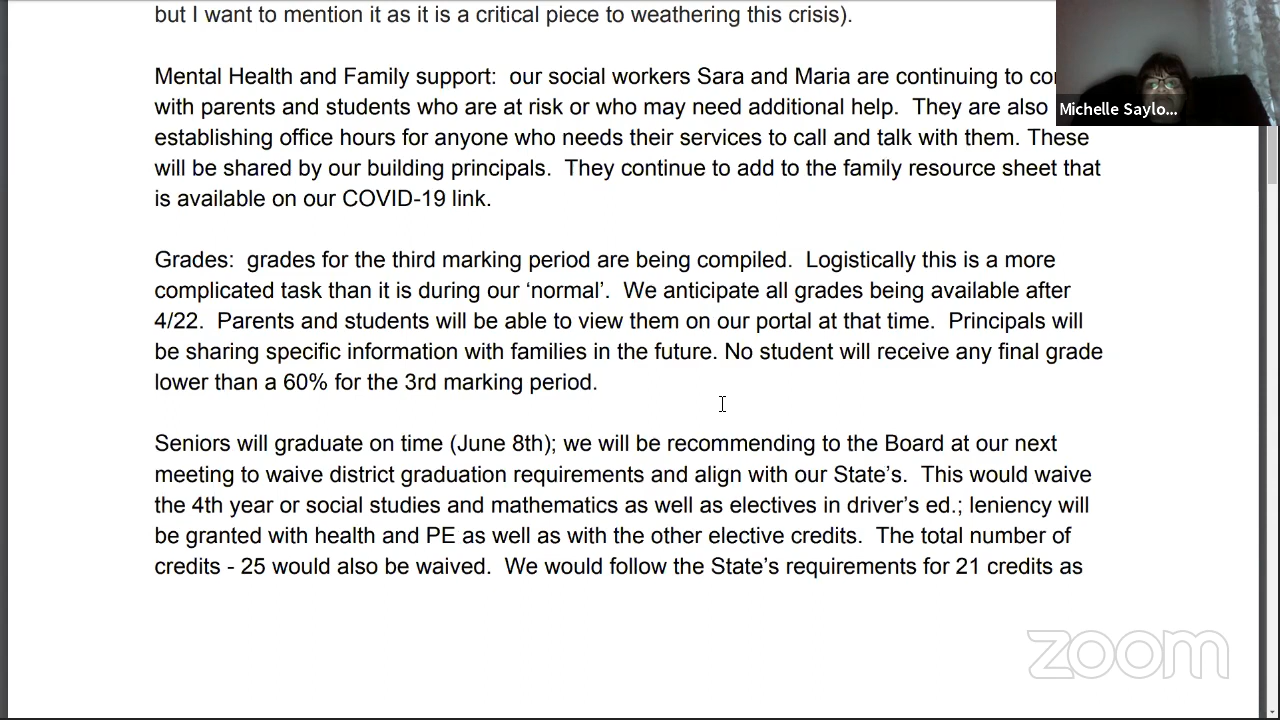 but I want to mention it as it is a critical piece to weathering this crisis).
Mental Health and Family support:  our social workers Sara and Maria are continuing to
with parents and students who are at risk or who may need additional help.  They are also
establishing office hours for anyone who needs their services to call and talk with them. These
will be shared by our building principals.  They continue to add to the family resource sheet that
is available on our COVID-19 link.
Grades:  grades for the third marking period are being compiled.  Logistically this is a more
complicated task than it is during our ‘normal’.  We anticipate all grades being available after
4/22.  Parents and students will be able to view them on our portal at that time.  Principals will
be sharing specific information with families in the future. No student will receive any final grade
lower than a 60% for the 3rd marking period.
Seniors will graduate on time (June 8th); we will be recommending to the Board at our next
meeting to waive district graduation requirements and align with our State’s.  This would waive
the 4th year or social studies and mathematics as well as electives in driver’s ed.; leniency will
be granted with health and PE as well as with the other elective credits.  The total number of
credits - 25 would also be waived.  We would follow the State’s requirements for 21 credits as
Michelle Saylo...
zoom